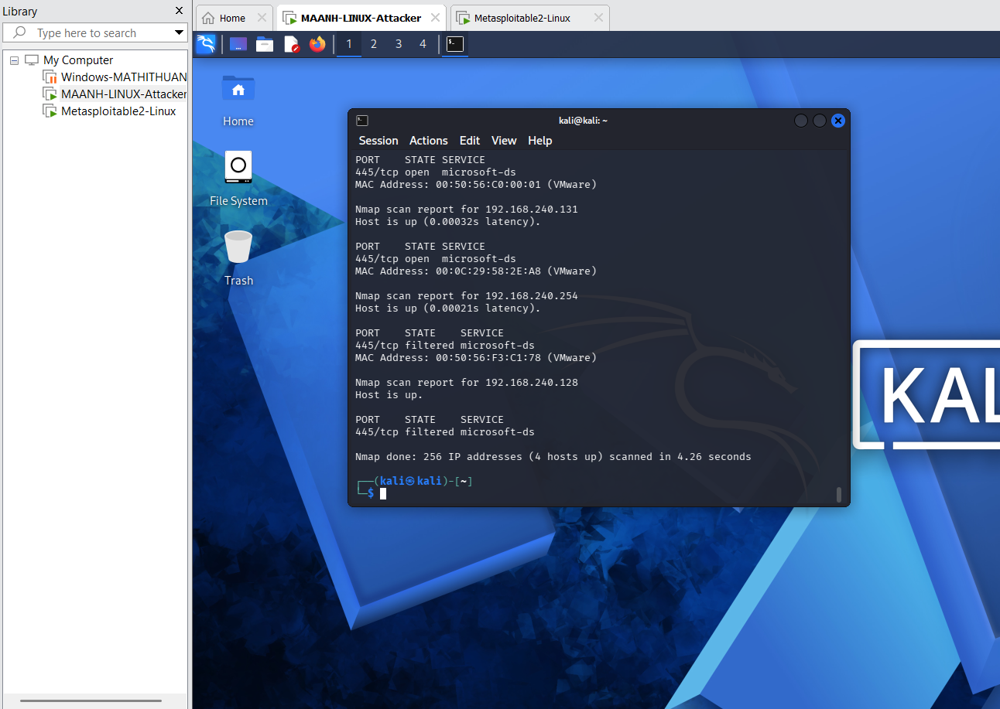 Library
Type here to search
My Computer
Windows-MATHITHUAN
MAANH-LINUX-Attacker
Metasploitable2-Linux
Home
MAANH-LINUX-Attacker
Metasploitable2-Linux
1 2 3 4
Home
File System
Trash
kali@kali: ~
Session Actions Edit View Help
PORT    STATE SERVICE
445/tcp open  microsoft-ds
MAC Address: 00:50:56:C0:00:01 (VMware)
Nmap scan report for 192.168.240.131
Host is up (0.00032s latency).
PORT    STATE SERVICE
445/tcp open  microsoft-ds
MAC Address: 00:0C:29:58:2E:A8 (VMware)
Nmap scan report for 192.168.240.254
Host is up (0.00021s latency).
PORT    STATE    SERVICE
445/tcp filtered microsoft-ds
MAC Address: 00:50:56:F3:C1:78 (VMware)
Nmap scan report for 192.168.240.128
Host is up.
PORT    STATE    SERVICE
445/tcp filtered microsoft-ds
Nmap done: 256 IP addresses (4 hosts up) scanned in 4.26 seconds
┌──(kali㉿kali)-[~]
└─$
KAL